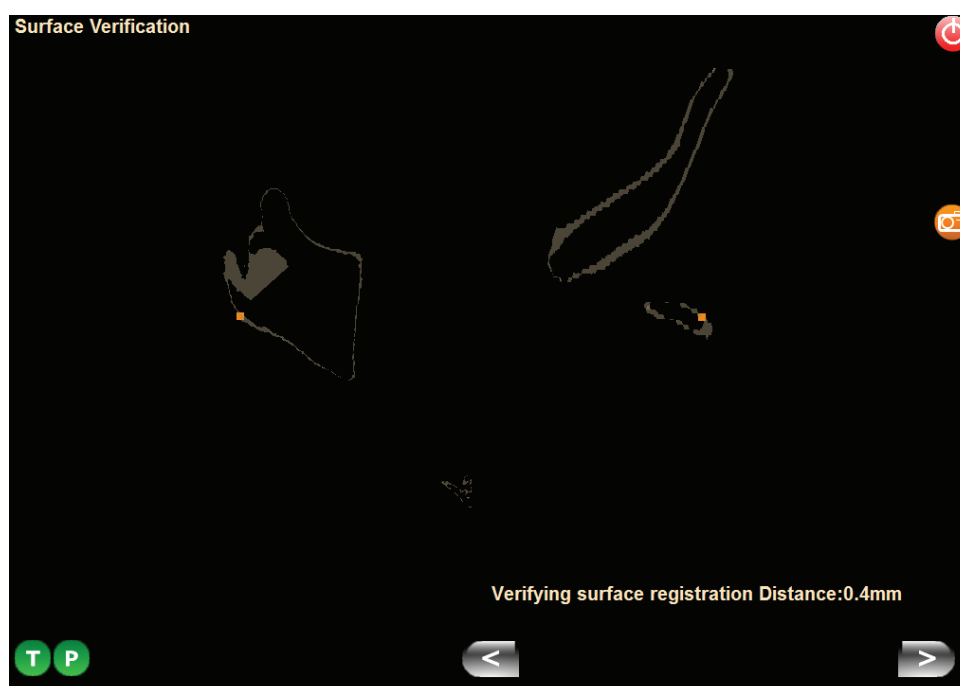 Surface Verification
Verifying surface registration Distance:0.4mm
T P < >